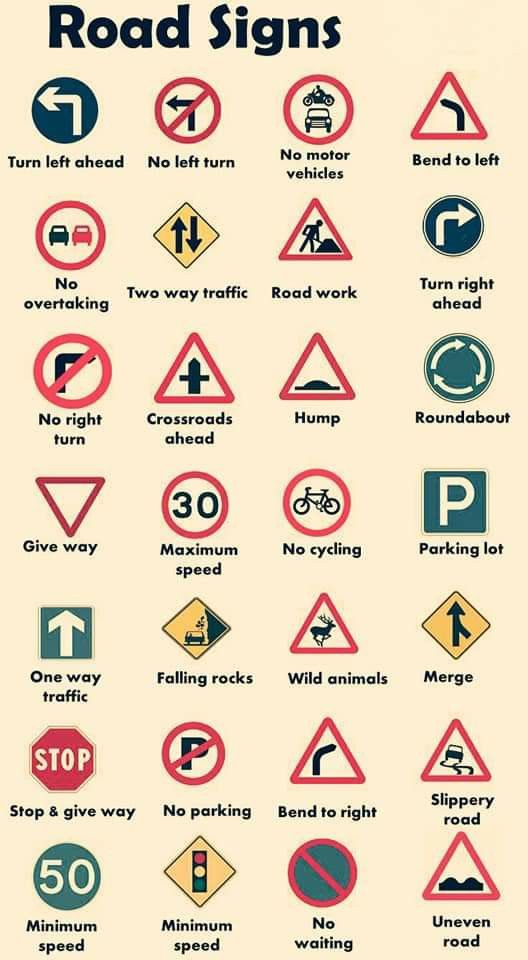 Road Signs
Turn left ahead
No left turn
No motor
vehicles
Bend to left
No
overtaking
Two way traffic
Road work
Turn right
ahead
No right
turn
Crossroads
ahead
Hump
Roundabout
Give way
30
Maximum
speed
No cycling
P
Parking lot
One way
traffic
Falling rocks
Wild animals
Merge
STOP
Stop & give way
P
No parking
Bend to right
Slippery
road
50
Minimum
speed
Minimum
speed
No
waiting
Uneven
road